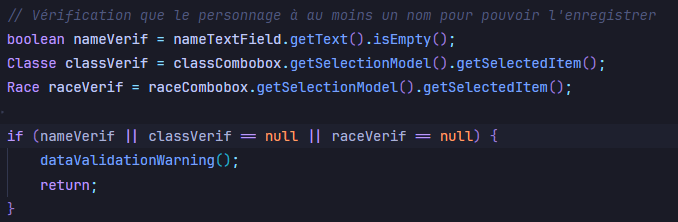 // Vérification que le personnage à au moins un nom pour pouvoir l'enregistrer
boolean nameVerif = nameTextField.getText().isEmpty();
Classe classVerif = classCombobox.getSelectionModel().getSelectedItem();
Race raceVerif = raceCombobox.getSelectionModel().getSelectedItem();
if (nameVerif || classVerif == null || raceVerif == null) {
dataValidationWarning();
return;
}